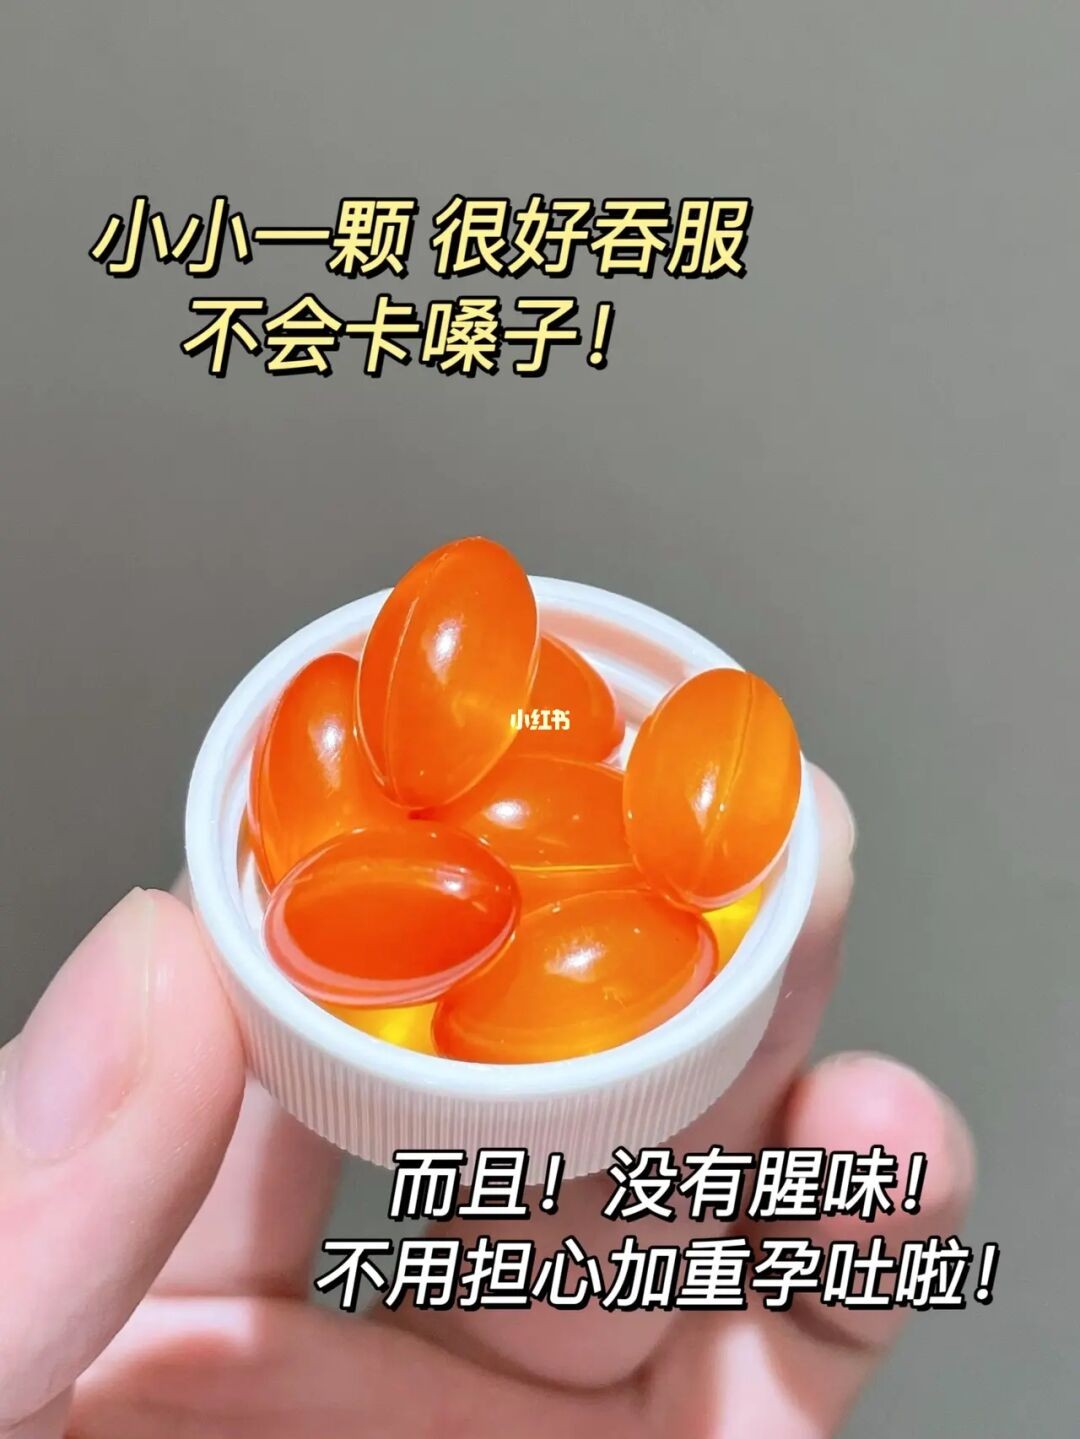 小小一颗 很好吞服
不会卡嗓子！
小红书
而且！没有腥味！
不用担心加重孕吐啦！